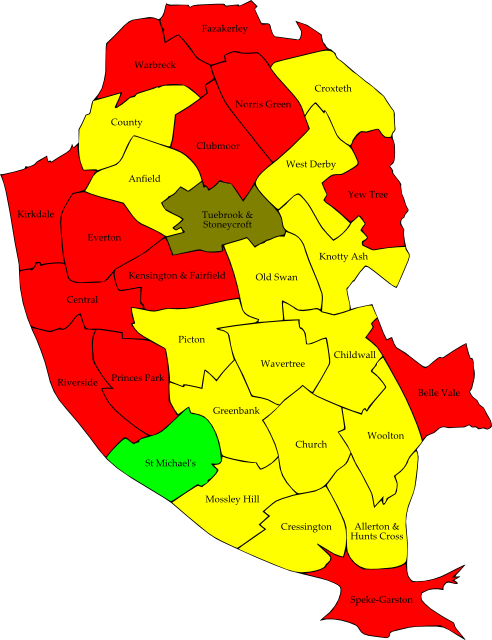 Fazakerley
Warbreck
Croxteth
Norris Green
County
Clubmoor
West Derby
Anfield
Yew Tree
Kirkdale
Tuebrook &
Stoneycroft
Everton
Knotty Ash
Kensington & Fairfield
Old Swan
Central
Picton
Childwall
Wavertree
Princes Park
Riverside
Belle Vale
Greenbank
Woolton
Church
St Michael's
Mossley Hill
Cressington
Allerton &
Hunts Cross
Speke-Garston